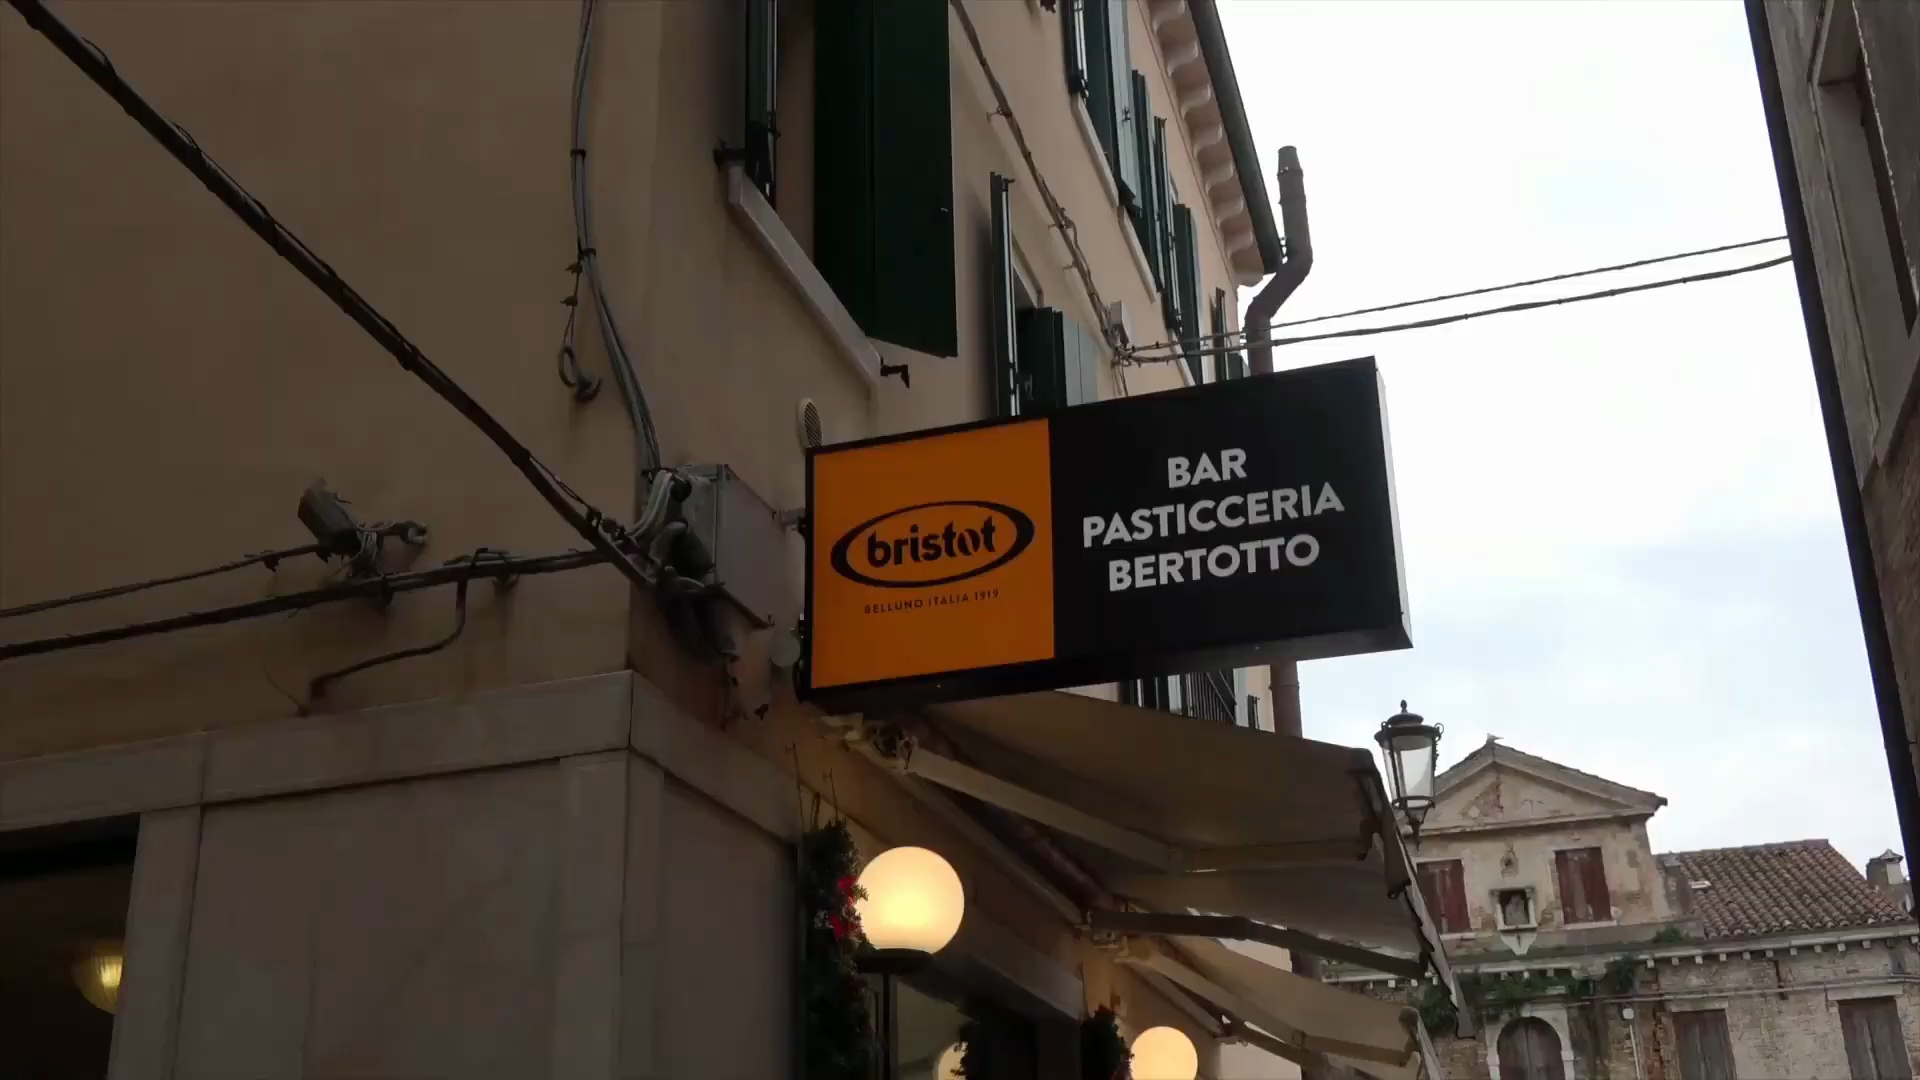 bristot
BELLUNO ITALIA 1919
BAR
PASTICCERIA
BERTOTTO